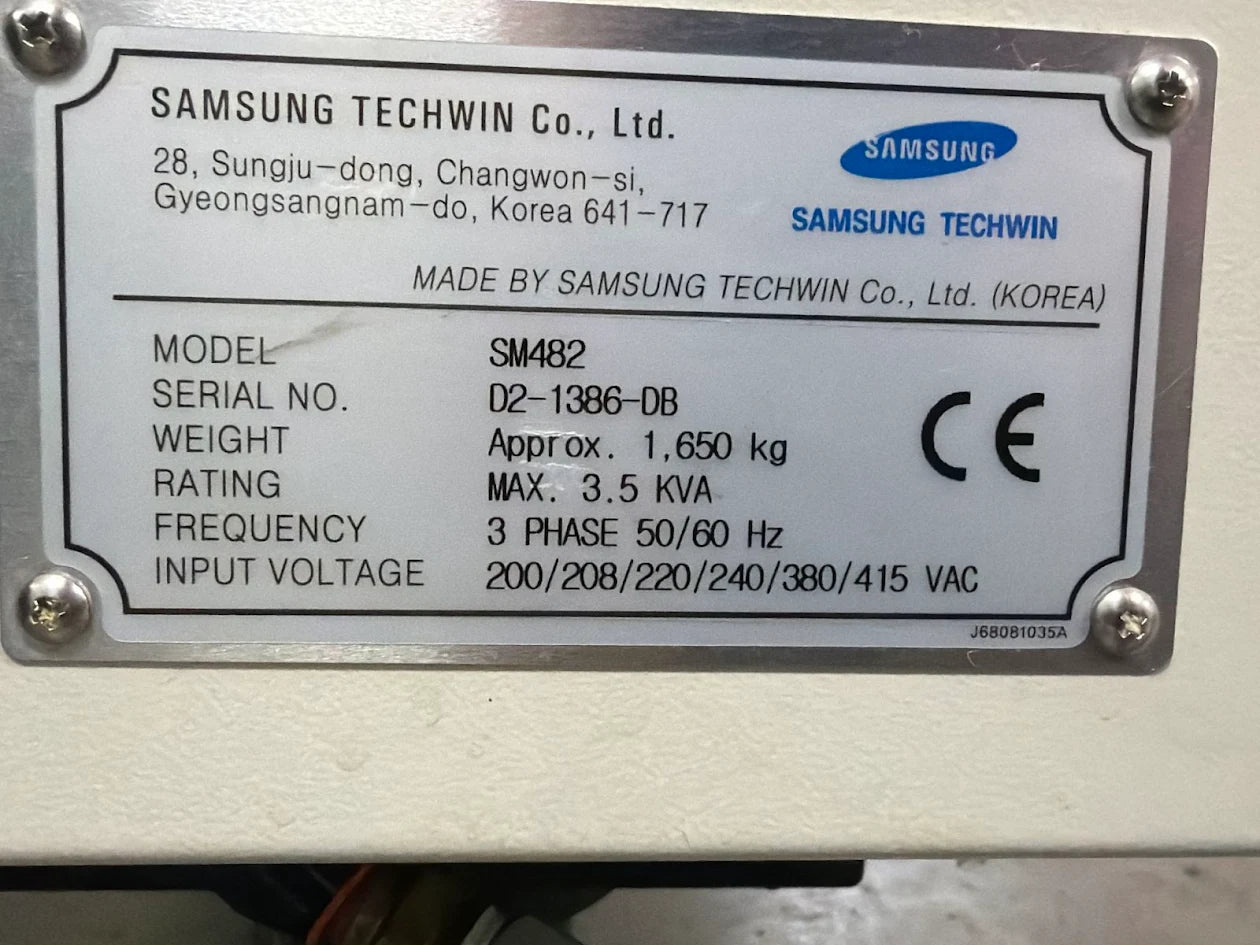 SAMSUNG TECHWIN Co., Ltd.
28, Sungju-dong, Changwon-si,
Gyeongsangnam-do, Korea 641-717
SAMSUNG
SAMSUNG TECHWIN
MADE BY SAMSUNG TECHWIN Co., Ltd. (KOREA)
MODEL SM482
SERIAL NO. D2-1386-DB
WEIGHT Approx. 1,650 kg
RATING MAX. 3.5 KVA
FREQUENCY 3 PHASE 50/60 Hz
INPUT VOLTAGE 200/208/220/240/380/415 VAC
CE
J68081035A